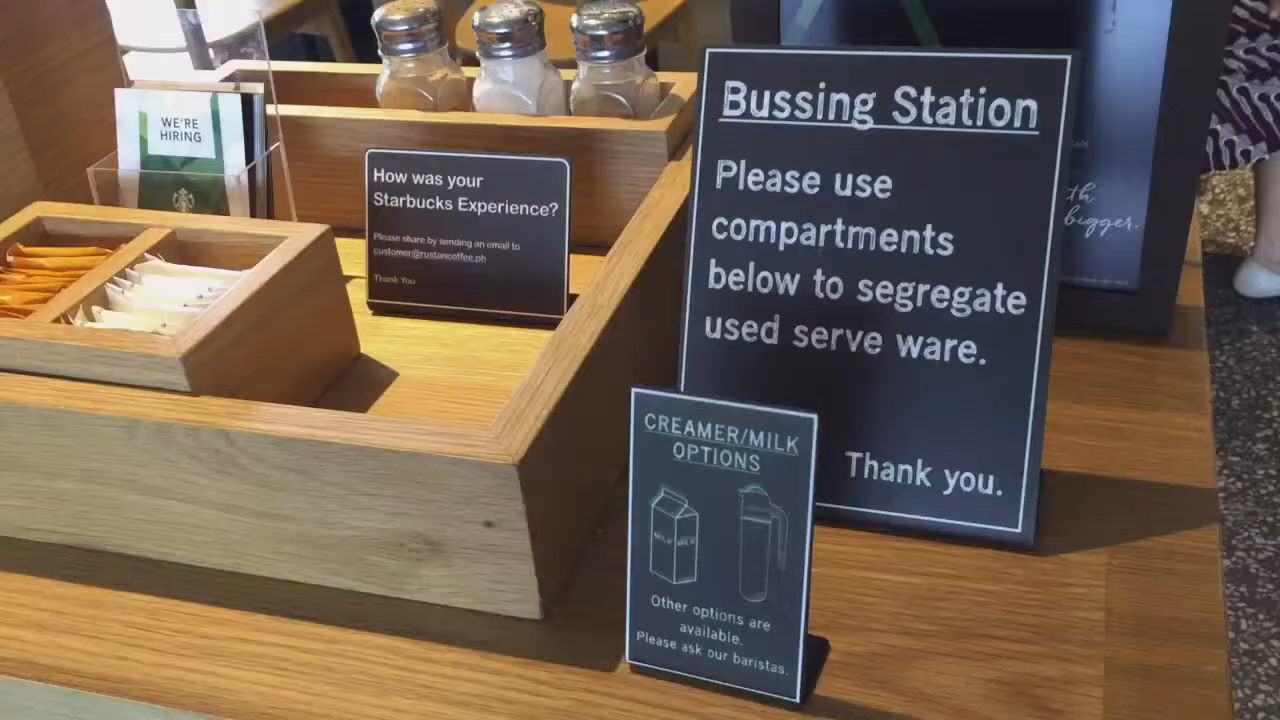 WE'RE
HIRING
How was your
Starbucks Experience?
Please share by sending an email to
customer@rustancoffee.ph
Thank You
Bussing Station
Please use
compartments
below to segregate
used serve ware.
Thank you.
CREAMER/MILK
OPTIONS
MILK MILK
Other options are
available.
Please ask our baristas.
th
bigger.